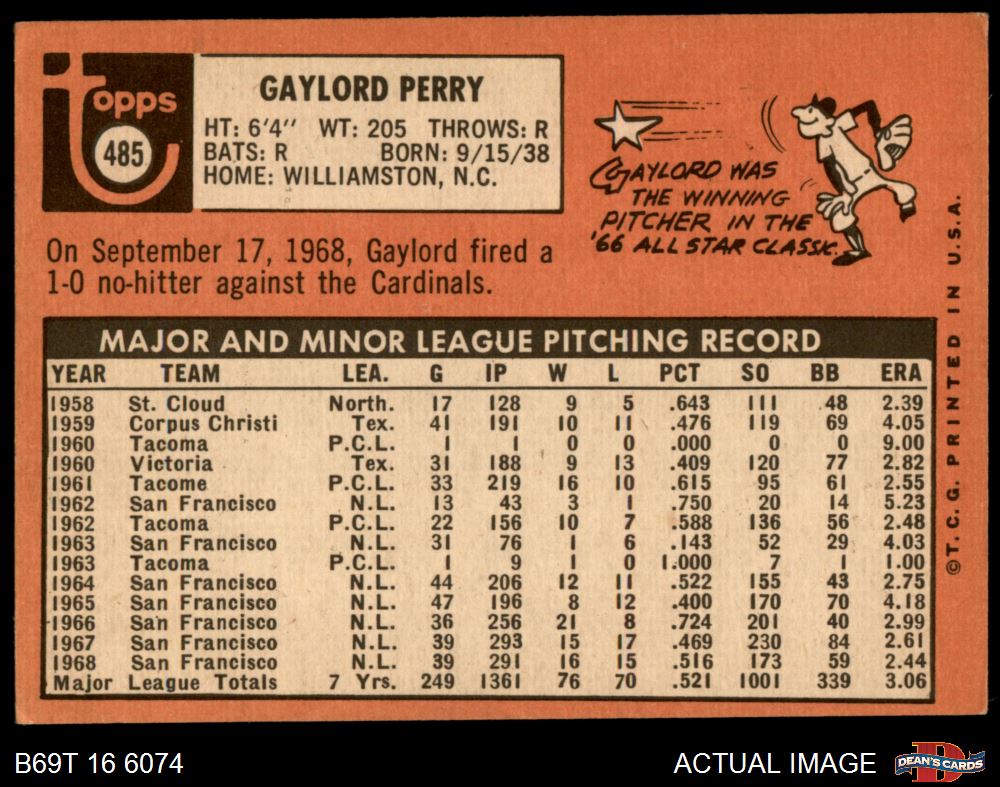 topps
485
GAYLORD PERRY
HT: 6'4" WT: 205 THROWS: R
BATS: R BORN: 9/15/38
HOME: WILLIAMSTON, N.C.
GAYLORD WAS
THE WINNING
PITCHER IN THE
'66 ALL STAR CLASSIC.
On September 17, 1968, Gaylord fired a
1-0 no-hitter against the Cardinals.
MAJOR AND MINOR LEAGUE PITCHING RECORD
YEAR TEAM LEA. G IP W L PCT SO BB ERA
1958 St. Cloud North. 17 128 9 5 .643 111 48 2.39
1959 Corpus Christi Tex. 41 191 10 11 .476 119 69 4.05
1960 Tacoma P.C.L. 1 1 0 0 .000 0 0 9.00
1960 Victoria Tex. 31 188 9 13 .409 120 77 2.82
1961 Tacome P.C.L. 33 219 16 10 .615 95 61 2.55
1962 San Francisco N.L. 13 43 3 1 .750 20 14 5.23
1962 Tacoma P.C.L. 22 156 10 7 .588 136 56 2.48
1963 San Francisco N.L. 31 76 1 6 .143 52 29 4.03
1963 Tacoma P.C.L. 1 9 1 0 1.000 7 1 1.00
1964 San Francisco N.L. 44 206 12 11 .522 155 43 2.75
1965 San Francisco N.L. 47 196 8 12 .400 170 70 4.18
1966 San Francisco N.L. 36 256 21 8 .724 201 40 2.99
1967 San Francisco N.L. 39 293 15 17 .469 230 84 2.61
1968 San Francisco N.L. 39 291 16 15 .516 173 59 2.44
Major League Totals 7 Yrs. 249 1361 76 70 .521 1001 339 3.06
©T.C.G. PRINTED IN U.S.A.
B69T 16 6074
ACTUAL IMAGE
DEAN'S CARDS